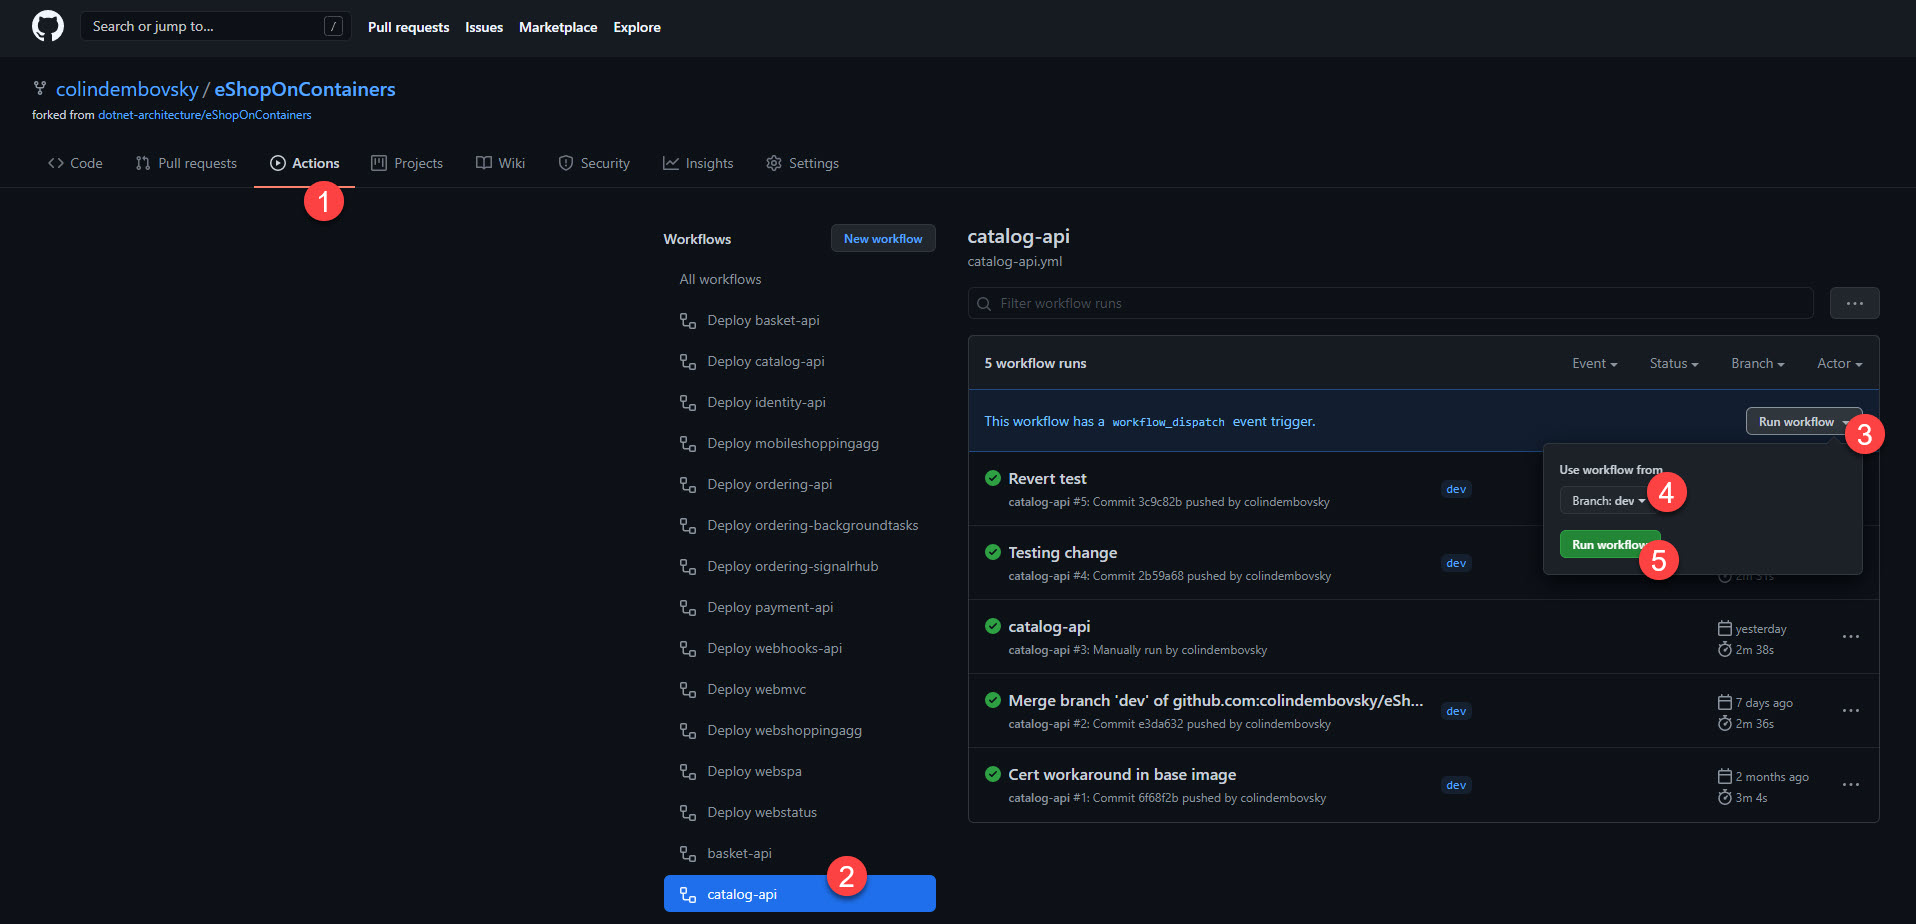 Search or jump to... /
Pull requests Issues Marketplace Explore
colindembovsky / eShopOnContainers
forked from dotnet-architecture/eShopOnContainers
Code Pull requests Actions Projects Wiki Security Insights Settings
1
Workflows
New workflow
All workflows
Deploy basket-api
Deploy catalog-api
Deploy identity-api
Deploy mobileshoppingagg
Deploy ordering-api
Deploy ordering-backgroundtasks
Deploy ordering-signalrhub
Deploy payment-api
Deploy webhooks-api
Deploy webmvc
Deploy webshoppingagg
Deploy webspa
Deploy webstatus
basket-api
2
catalog-api
catalog-api
catalog-api.yml
Filter workflow runs
5 workflow runs
Event Status Branch Actor
This workflow has a workflow_dispatch event trigger.
Run workflow
3
Use workflow from
Branch: dev
4
Run workflow
5
Revert test
catalog-api #5: Commit 3c9c82b pushed by colindembovsky
dev
Testing change
catalog-api #4: Commit 2b59a68 pushed by colindembovsky
dev
2m 31s
catalog-api
catalog-api #3: Manually run by colindembovsky
yesterday
2m 38s
Merge branch 'dev' of github.com:colindembovsky/eSh...
catalog-api #2: Commit e3da632 pushed by colindembovsky
dev
7 days ago
2m 36s
Cert workaround in base image
catalog-api #1: Commit 6f68f2b pushed by colindembovsky
dev
2 months ago
3m 4s